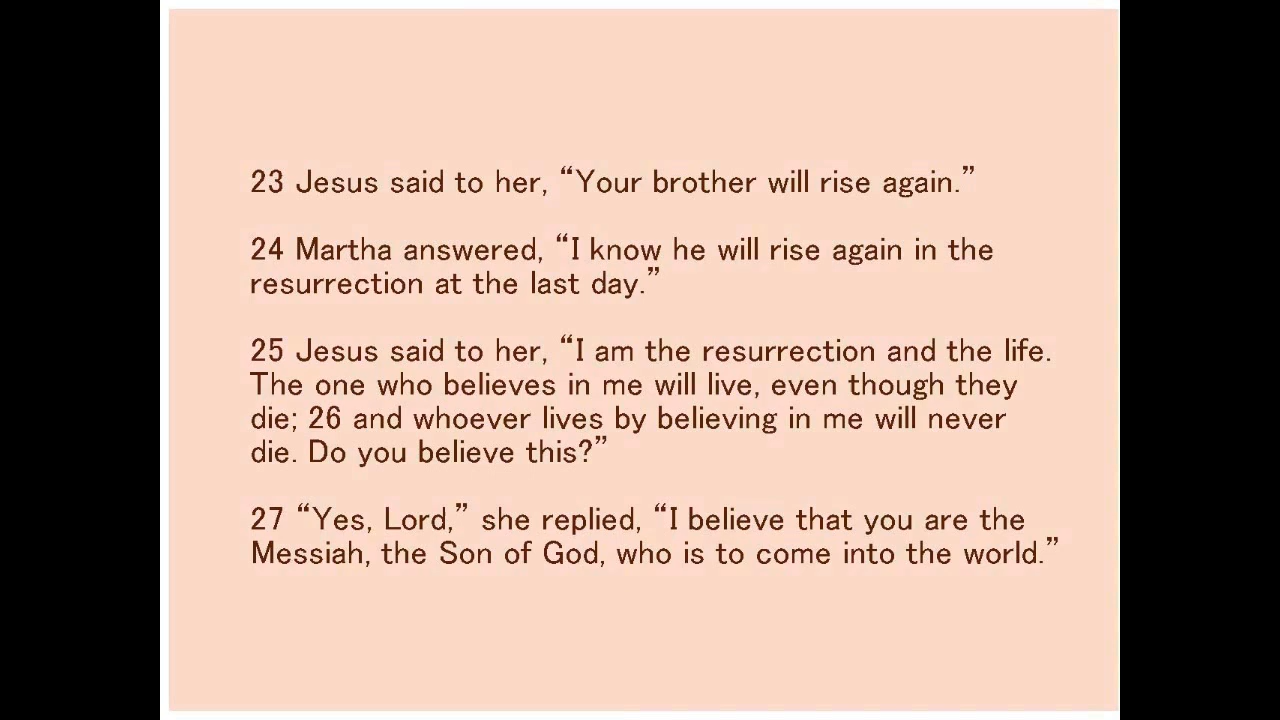 23 Jesus said to her, “Your brother will rise again.”
24 Martha answered, “I know he will rise again in the
resurrection at the last day.”
25 Jesus said to her, “I am the resurrection and the life.
The one who believes in me will live, even though they
die; 26 and whoever lives by believing in me will never
die. Do you believe this?”
27 “Yes, Lord,” she replied, “I believe that you are the
Messiah, the Son of God, who is to come into the world.”